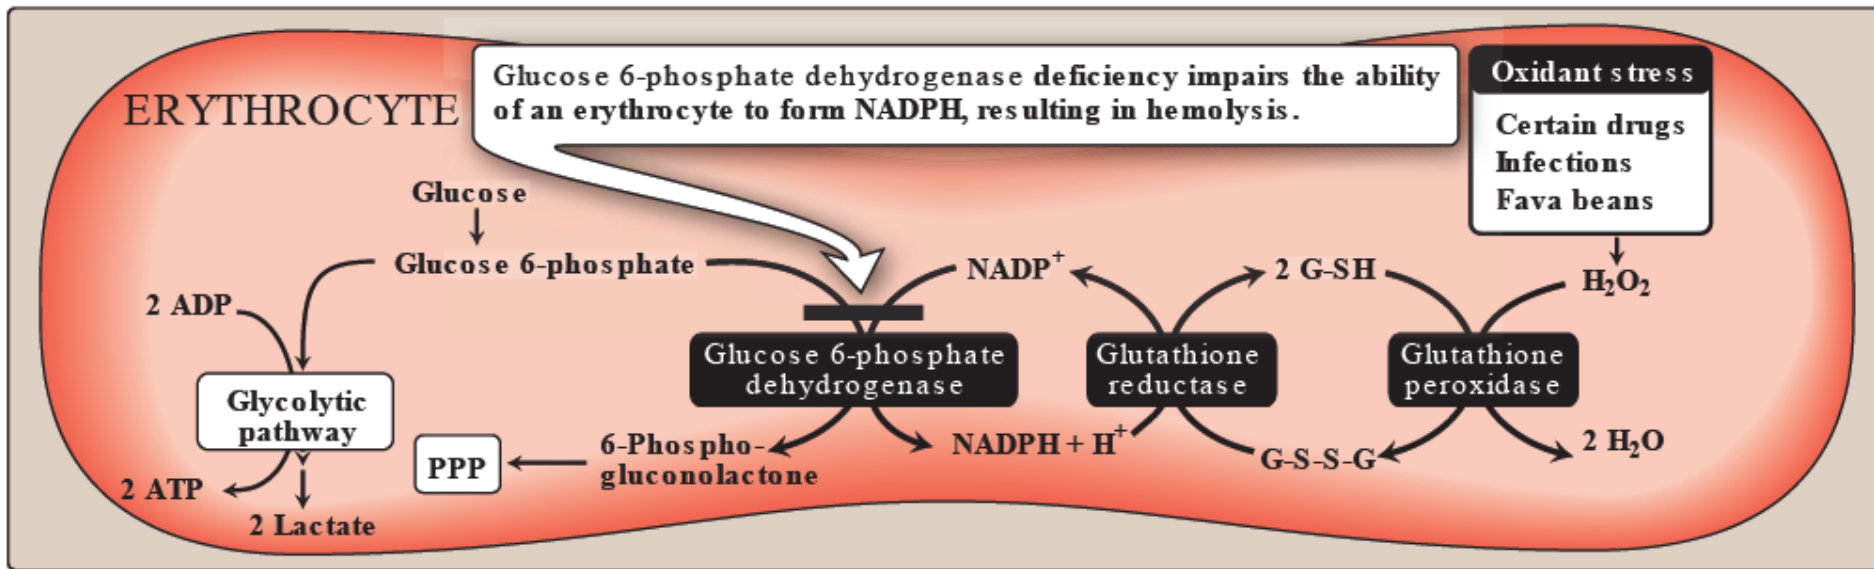 ERYTHROCYTE
Glucose 6-phosphate dehydrogenase deficiency impairs the ability
of an erythrocyte to form NADPH, resulting in hemolysis.
Oxidant stress
Certain drugs
Infections
Fava beans
Glucose
Glucose 6-phosphate
NADP+
2 G-SH
H2O2
2 ADP
Glycolytic
pathway
Glucose 6-phosphate
dehydrogenase
Glutathione
reductase
Glutathione
peroxidase
2 ATP
2 Lactate
PPP
6-Phospho-
gluconolactone
NADPH + H+
G-S-S-G
2 H2O